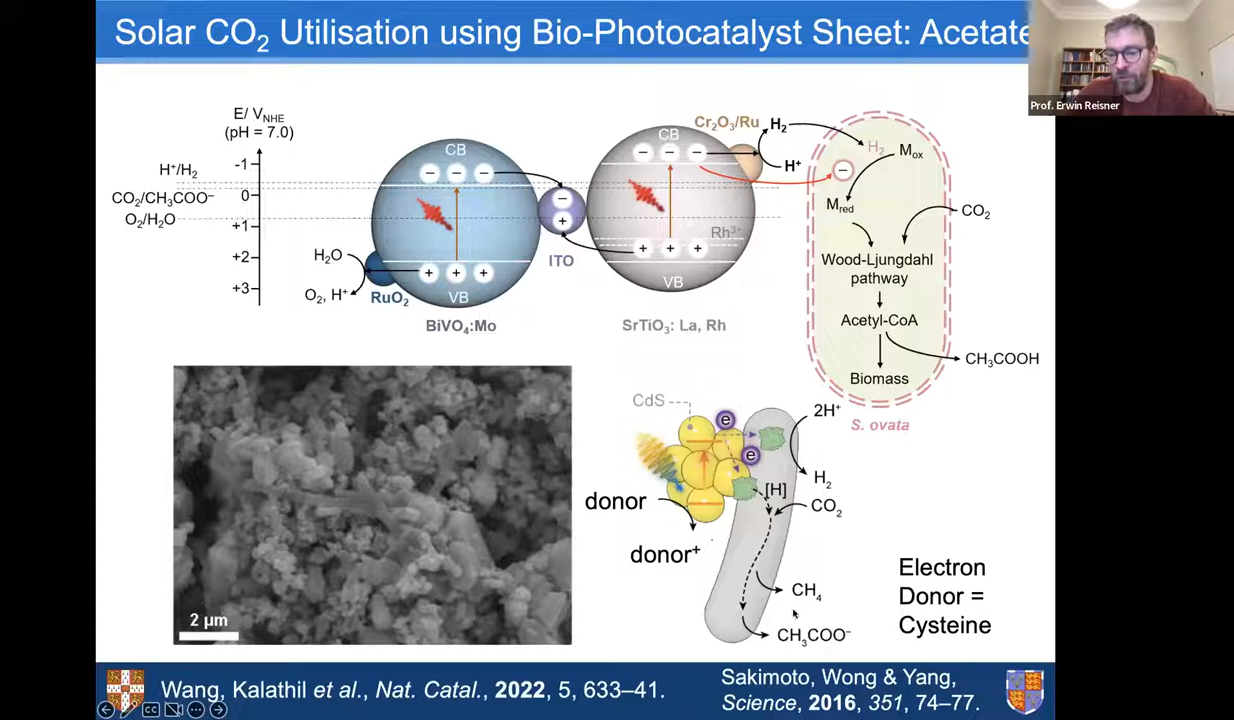 Solar CO₂ Utilisation using Bio-Photocatalyst Sheet: Acetate
Prof. Erwin Reisner
E/ V_NHE
(pH = 7.0)
H⁺/H₂
CO₂/CH₃COO⁻
O₂/H₂O
-1
0
+1
+2
+3
H₂O
O₂, H⁺
RuO₂
CB
− − −
+ + +
VB
BiVO₄:Mo
−
+
ITO
Cr₂O₃/Ru
CB
− − −
Rh³⁺
+ + +
VB
SrTiO₃: La, Rh
H₂
H⁺
H₂
−
M_ox
M_red
CO₂
Wood-Ljungdahl
pathway
Acetyl-CoA
CH₃COOH
Biomass
S. ovata
2 µm
CdS
e
e
donor
donor⁺
2H⁺
H₂
[H]
CO₂
CH₄
CH₃COO⁻
Electron
Donor =
Cysteine
Wang, Kalathil et al., Nat. Catal., 2022, 5, 633–41.
Sakimoto, Wong & Yang,
Science, 2016, 351, 74–77.
CC